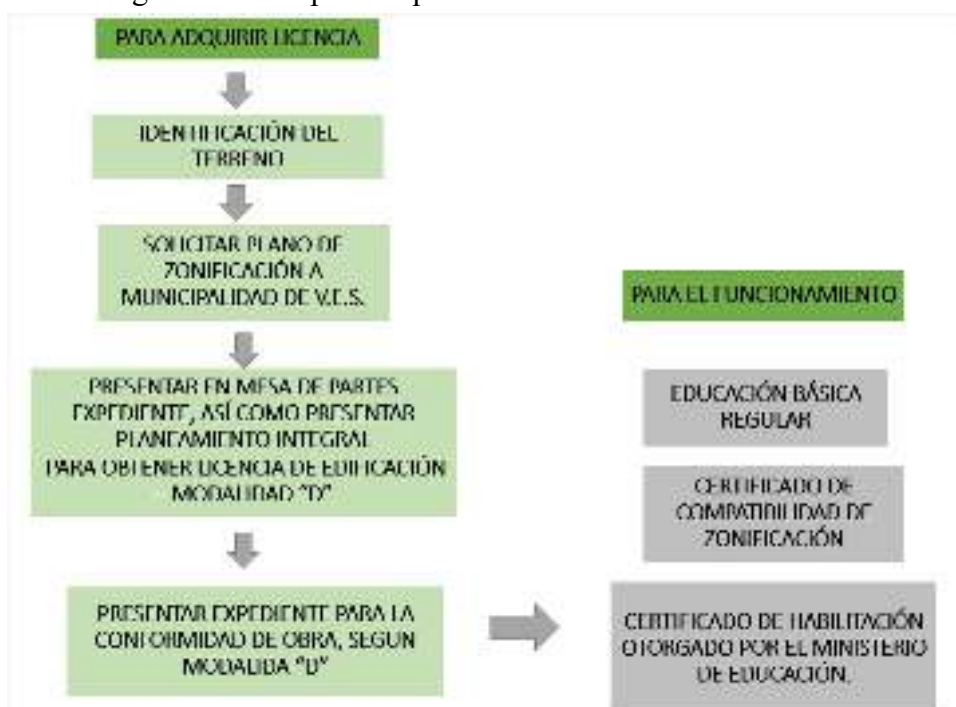 PARA ADQUIRIR LICENCIA
IDENTIFICACIÓN DEL
TERRENO
SOLICITAR PLANO DE
ZONIFICACIÓN A
MUNICIPALIDAD DE V.E.S.
PRESENTAR EN MESA DE PARTES
EXPEDIENTE, ASÍ COMO PRESENTAR
PLANEAMIENTO INTEGRAL
PARA OBTENER LICENCIA DE EDIFICACIÓN
MODALIDAD "D"
PRESENTAR EXPEDIENTE PARA LA
CONFORMIDAD DE OBRA, SEGUN
MODALIDA "D"
PARA EL FUNCIONAMIENTO
EDUCACIÓN BÁSICA
REGULAR
CERTIFICADO DE
COMPATIBILIDAD DE
ZONIFICACIÓN
CERTIFICADO DE HABILITACIÓN
OTORGADO POR EL MINISTERIO
DE EDUCACIÓN.